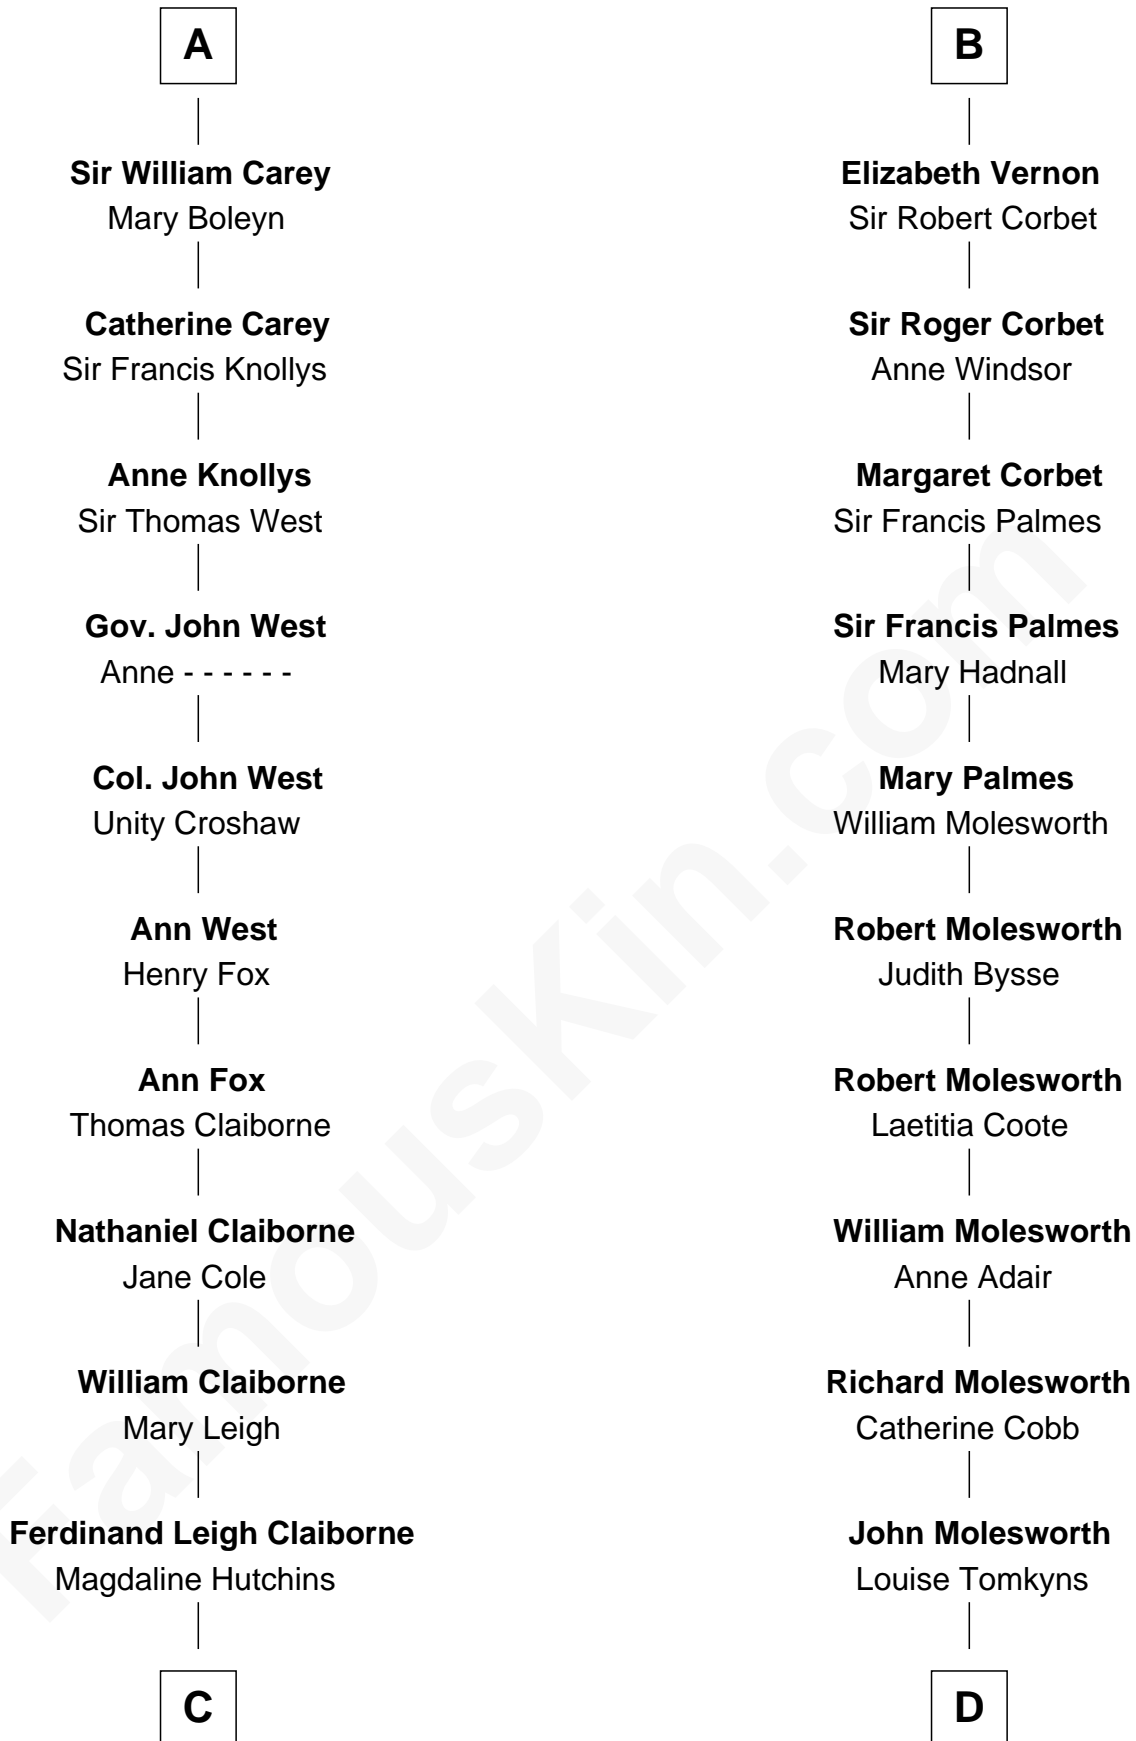 A
Sir William Carey
Mary Boleyn
Catherine Carey
Sir Francis Knollys
Anne Knollys
Sir Thomas West
Gov. John West
Anne - - - - - -
Col. John West
Unity Croshaw
Ann West
Henry Fox
Ann Fox
Thomas Claiborne
Nathaniel Claiborne
Jane Cole
William Claiborne
Mary Leigh
Ferdinand Leigh Claiborne
Magdaline Hutchins
C
B
Elizabeth Vernon
Sir Robert Corbet
Sir Roger Corbet
Anne Windsor
Margaret Corbet
Sir Francis Palmes
Sir Francis Palmes
Mary Hadnall
Mary Palmes
William Molesworth
Robert Molesworth
Judith Bysse
Robert Molesworth
Laetitia Coote
William Molesworth
Anne Adair
Richard Molesworth
Catherine Cobb
John Molesworth
Louise Tomkyns
D
FamousKin.com